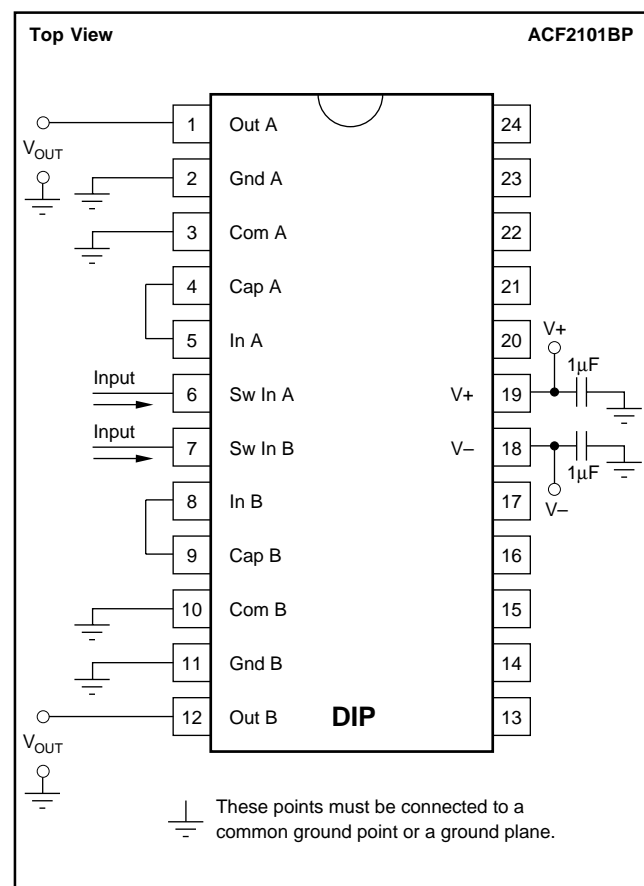 Top View ACF2101BP
1 Out A 24
V_OUT
2 Gnd A 23
3 Com A 22
4 Cap A 21
5 In A 20
V+
1μF
Input
6 Sw In A V+ 19
Input
7 Sw In B V– 18
1μF
V–
8 In B 17
9 Cap B 16
10 Com B 15
11 Gnd B 14
12 Out B DIP 13
V_OUT
These points must be connected to a
common ground point or a ground plane.